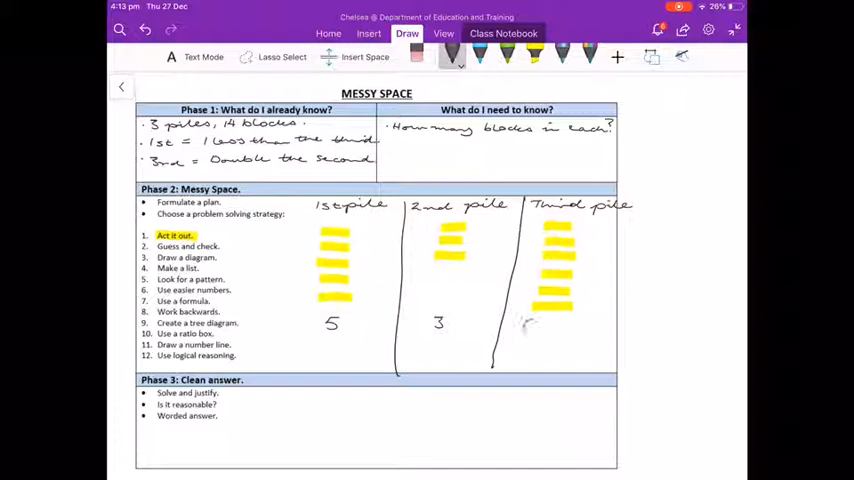 4:13 pm Thu 27 Dec
26%
Chelsea @ Department of Education and Training
Home Insert Draw View Class Notebook
6
Text Mode Lasso Select Insert Space
MESSY SPACE
Phase 1: What do I already know? What do I need to know?
· 3 piles, 14 blocks.
· 1st = 1 less than the third
· 3rd = Double the second
· How many blocks in each?
Phase 2: Messy Space.
• Formulate a plan.
• Choose a problem solving strategy:
1. Act it out.
2. Guess and check.
3. Draw a diagram.
4. Make a list.
5. Look for a pattern.
6. Use easier numbers.
7. Use a formula.
8. Work backwards.
9. Create a tree diagram.
10. Use a ratio box.
11. Draw a number line.
12. Use logical reasoning.
1st pile 2nd pile Third pile
5 3
Phase 3: Clean answer.
• Solve and justify.
• Is it reasonable?
• Worded answer.